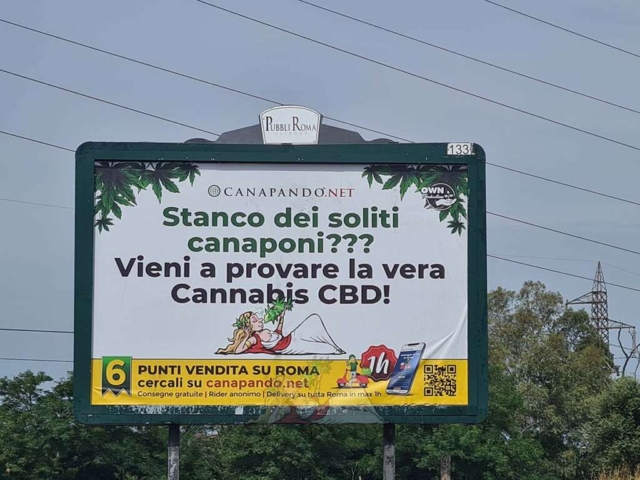 PUBBLI ROMA
OUTDOOR
133
CANAPANDO.NET
OWN
Stanco dei soliti
canaponi???
Vieni a provare la vera
Cannabis CBD!
6
PUNTI VENDITA SU ROMA
cercali su canapando.net
Consegne gratuite | Rider anonimo | Delivery su tutta Roma in max 1h
1h